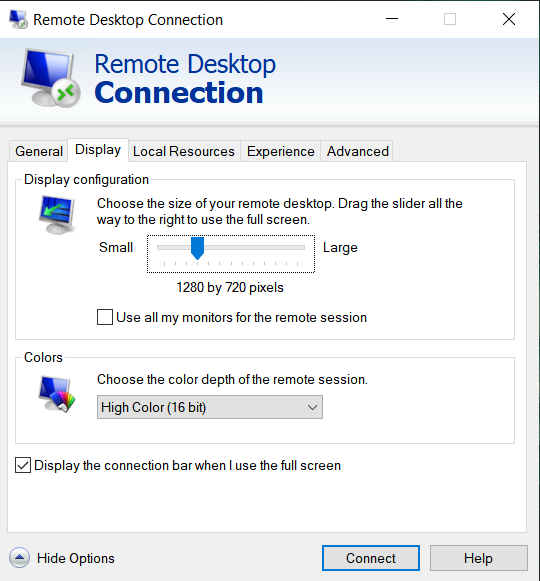 Remote Desktop Connection
Remote Desktop
Connection
General Display Local Resources Experience Advanced
Display configuration
Choose the size of your remote desktop. Drag the slider all the
way to the right to use the full screen.
Small Large
1280 by 720 pixels
Use all my monitors for the remote session
Colors
Choose the color depth of the remote session.
High Color (16 bit)
Display the connection bar when I use the full screen
Hide Options Connect Help